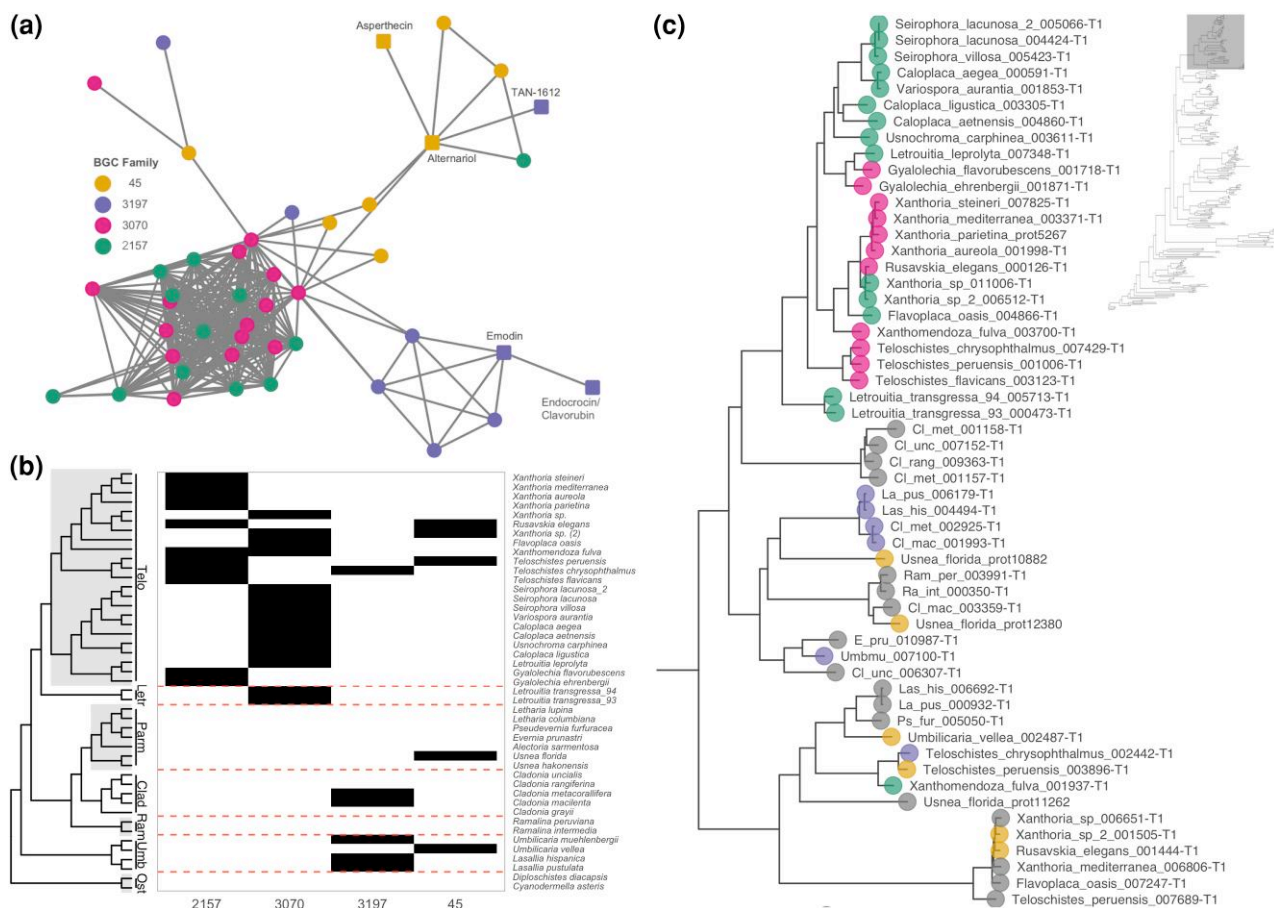 (a)
Asperthecin
TAN-1612
Alternariol
BGC Family
45
3197
3070
2157
Emodin
Endocrocin/
Clavorubin
(b)
Telo
Letr
Parm
Clad
Ram
Umb
Ost
Xanthoria steineri
Xanthoria mediterranea
Xanthoria aureola
Xanthoria parietina
Xanthoria sp.
Rusavskia elegans
Xanthoria sp. (2)
Flavoplaca oasis
Xanthomendoza fulva
Teloschistes peruensis
Teloschistes chrysophthalmus
Teloschistes flavicans
Seirophora lacunosa_2
Seirophora lacunosa
Seirophora villosa
Variospora aurantia
Caloplaca aegea
Caloplaca aetnensis
Usnochroma carphinea
Caloplaca ligustica
Letrouitia leprolyta
Gyalolechia flavorubescens
Gyalolechia ehrenbergii
Letrouitia transgressa_94
Letrouitia transgressa_93
Letharia lupina
Letharia columbiana
Pseudevernia furfuracea
Evernia prunastri
Alectoria sarmentosa
Usnea florida
Usnea hakonensis
Cladonia uncialis
Cladonia rangiferina
Cladonia metacorallifera
Cladonia macilenta
Cladonia grayii
Ramalina peruviana
Ramalina intermedia
Umbilicaria muehlenbergii
Umbilicaria vellea
Lasallia hispanica
Lasallia pustulata
Diploschistes diacapsis
Cyanodermella asteris
2157 3070 3197 45
(c)
Seirophora_lacunosa_2_005066-T1
Seirophora_lacunosa_004424-T1
Seirophora_villosa_005423-T1
Caloplaca_aegea_000591-T1
Variospora_aurantia_001853-T1
Caloplaca_ligustica_003305-T1
Caloplaca_aetnensis_004860-T1
Usnochroma_carphinea_003611-T1
Letrouitia_leprolyta_007348-T1
Gyalolechia_flavorubescens_001718-T1
Gyalolechia_ehrenbergii_001871-T1
Xanthoria_steineri_007825-T1
Xanthoria_mediterranea_003371-T1
Xanthoria_parietina_prot5267
Xanthoria_aureola_001998-T1
Rusavskia_elegans_000126-T1
Xanthoria_sp_011006-T1
Xanthoria_sp_2_006512-T1
Flavoplaca_oasis_004866-T1
Xanthomendoza_fulva_003700-T1
Teloschistes_chrysophthalmus_007429-T1
Teloschistes_peruensis_001006-T1
Teloschistes_flavicans_003123-T1
Letrouitia_transgressa_94_005713-T1
Letrouitia_transgressa_93_000473-T1
Cl_met_001158-T1
Cl_unc_007152-T1
Cl_rang_009363-T1
Cl_met_001157-T1
La_pus_006179-T1
Las_his_004494-T1
Cl_met_002925-T1
Cl_mac_001993-T1
Usnea_florida_prot10882
Ram_per_003991-T1
Ra_int_000350-T1
Cl_mac_003359-T1
Usnea_florida_prot12380
E_pru_010987-T1
Umbmu_007100-T1
Cl_unc_006307-T1
Las_his_006692-T1
La_pus_000932-T1
Ps_fur_005050-T1
Umbilicaria_vellea_002487-T1
Teloschistes_chrysophthalmus_002442-T1
Teloschistes_peruensis_003896-T1
Xanthomendoza_fulva_001937-T1
Usnea_florida_prot11262
Xanthoria_sp_006651-T1
Xanthoria_sp_2_001505-T1
Rusavskia_elegans_001444-T1
Xanthoria_mediterranea_006806-T1
Flavoplaca_oasis_007247-T1
Teloschistes_peruensis_007689-T1